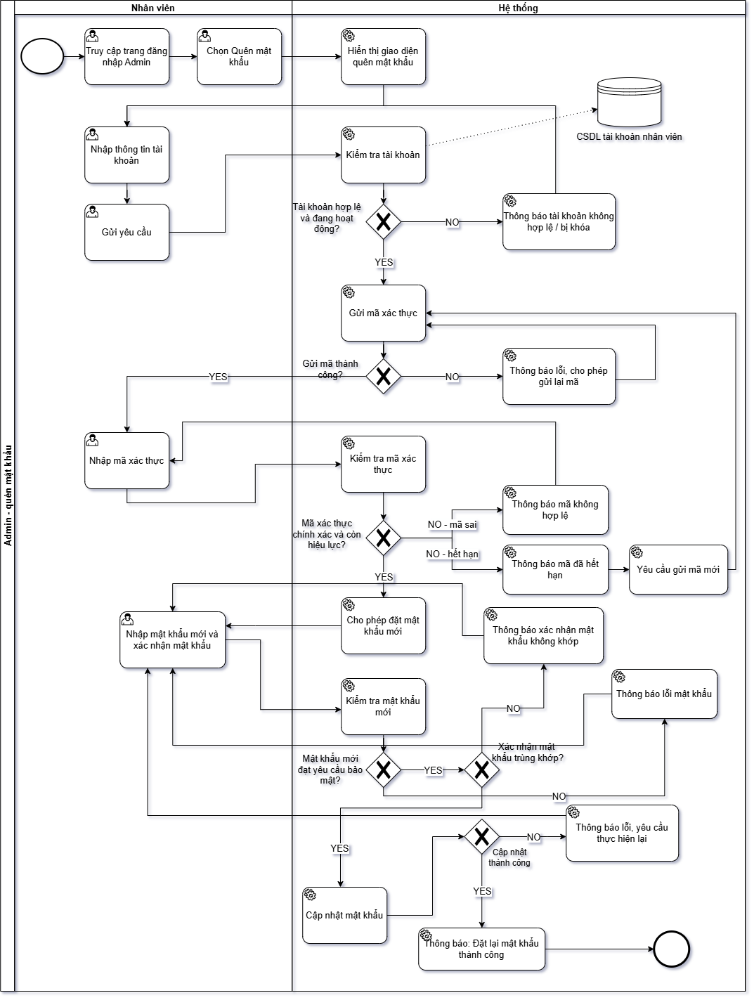 Nhân viên
Hệ thống
Admin - quên mật khẩu
Truy cập trang đăng
nhập Admin
Chọn Quên mật
khẩu
Hiển thị giao diện
quên mật khẩu
CSDL tài khoản nhân viên
Nhập thông tin tài
khoản
Kiểm tra tài khoản
Gửi yêu cầu
Tài khoản hợp lệ
và đang hoạt
động?
NO
Thông báo tài khoản không
hợp lệ / bị khóa
YES
Gửi mã xác thực
Gửi mã thành
công?
YES
NO
Thông báo lỗi, cho phép
gửi lại mã
Nhập mã xác thực
Kiểm tra mã xác
thực
Mã xác thực
chính xác và còn
hiệu lực?
NO - mã sai
Thông báo mã không
hợp lệ
NO - hết hạn
Thông báo mã đã hết
hạn
Yêu cầu gửi mã mới
YES
Cho phép đặt mật
khẩu mới
Nhập mật khẩu mới và
xác nhận mật khẩu
Thông báo xác nhận mật
khẩu không khớp
Thông báo lỗi mật khẩu
Kiểm tra mật khẩu
mới
NO
Mật khẩu mới
đạt yêu cầu bảo
mật?
YES
Xác nhận mật
khẩu trùng khớp?
NO
Thông báo lỗi, yêu cầu
thực hiện lại
YES
NO
Cập nhật
thành công
YES
Cập nhật mật khẩu
Thông báo: Đặt lại mật khẩu
thành công